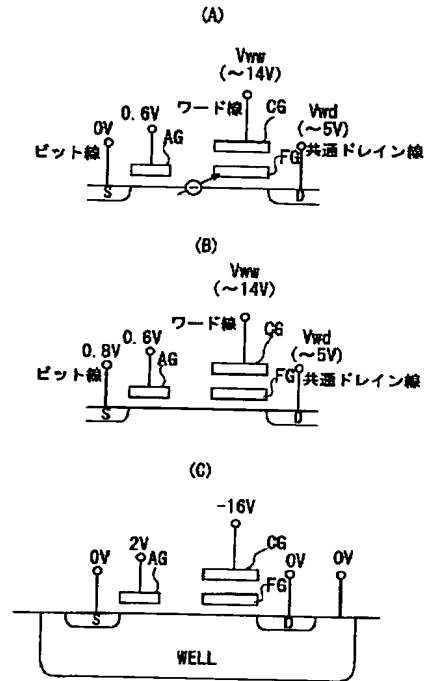 (A)
Vww
(~14V)
ワード線
CG
Vwd
(~5V)
0V
0.6V
ビット線
AG
FG
共通ドレイン線
S
D
(B)
Vww
(~14V)
ワード線
CG
Vwd
(~5V)
0.8V
0.6V
ビット線
AG
FG
共通ドレイン線
S
D
(C)
-16V
0V
2V
AG
CG
FG
0V
0V
S
D
WELL